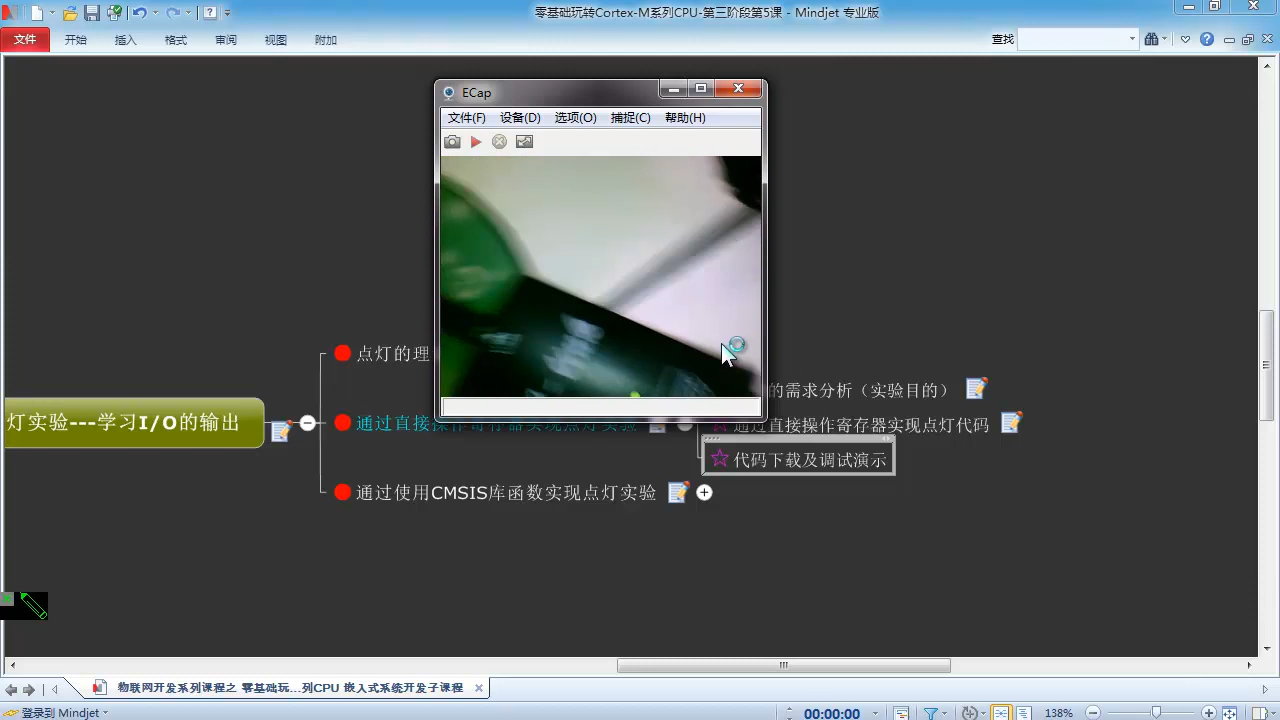 零基础玩转Cortex-M系列CPU-第三阶段第5课 - Mindjet 专业版
文件 开始 插入 格式 审阅 视图 附加 查找
ECap
文件(F) 设备(D) 选项(O) 捕捉(C) 帮助(H)
点灯的理
的需求分析（实验目的）
灯实验---学习I/O的输出
通过直接操作寄存器实现点灯实验
通过直接操作寄存器实现点灯代码
代码下载及调试演示
通过使用CMSIS库函数实现点灯实验
物联网开发系列课程之 零基础玩...列CPU 嵌入式系统开发子课程
登录到 Mindjet 00:00:00 138%